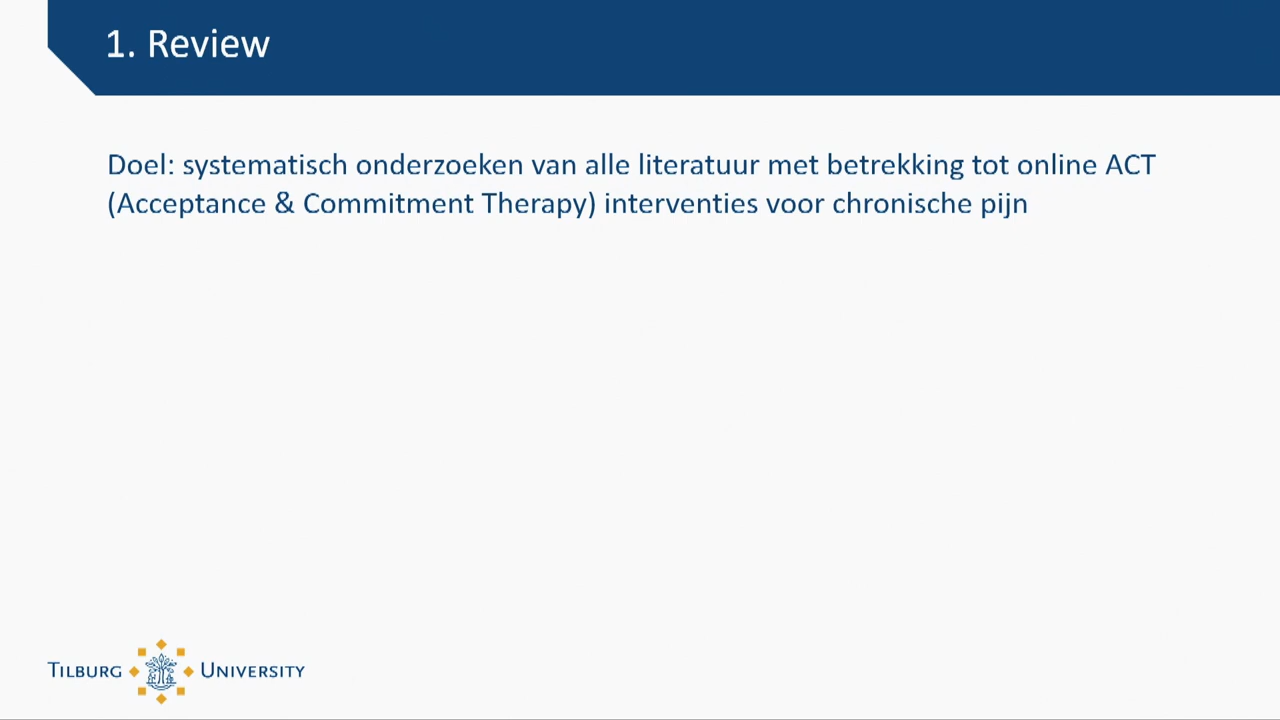 1. Review
Doel: systematisch onderzoeken van alle literatuur met betrekking tot online ACT
(Acceptance & Commitment Therapy) interventies voor chronische pijn
TILBURG UNIVERSITY